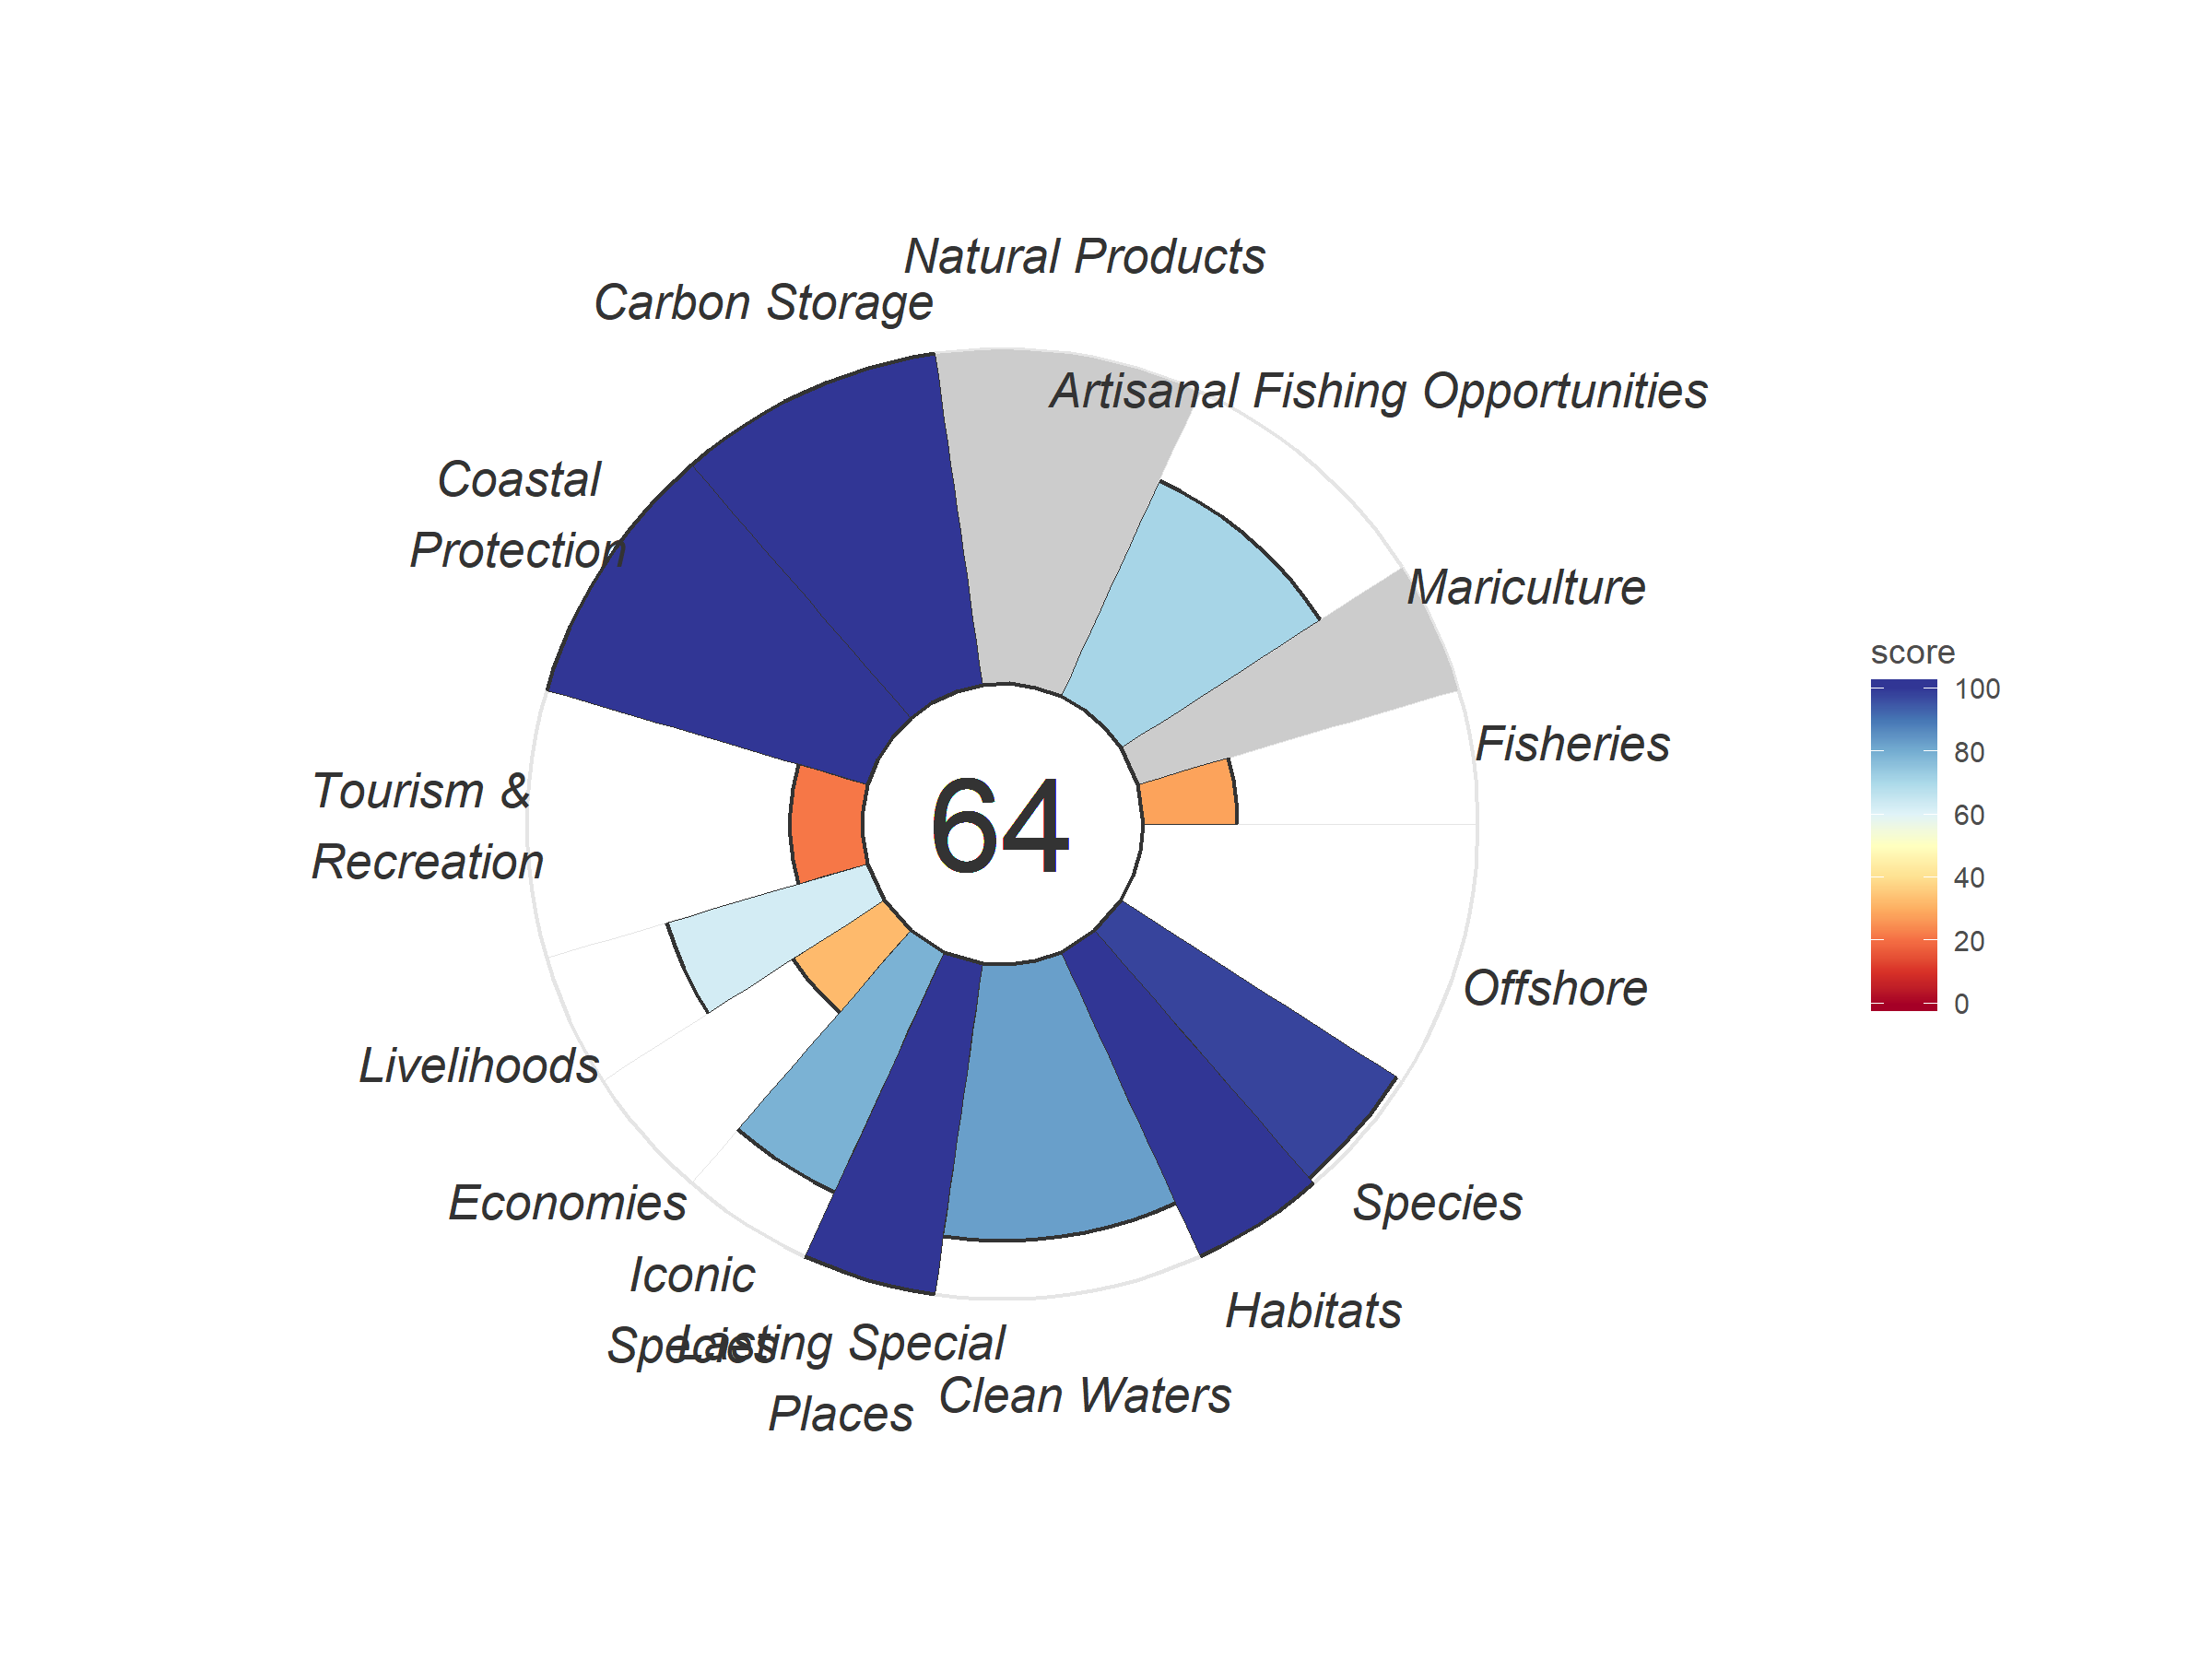 Natural Products
Carbon Storage
Artisanal Fishing Opportunities
Coastal
Protection
Mariculture
Fisheries
Tourism &
Recreation
64
Offshore
Livelihoods
Species
Economies
Iconic
Species
Habitats
Lasting Special
Places
Clean Waters
score
100
80
60
40
20
0